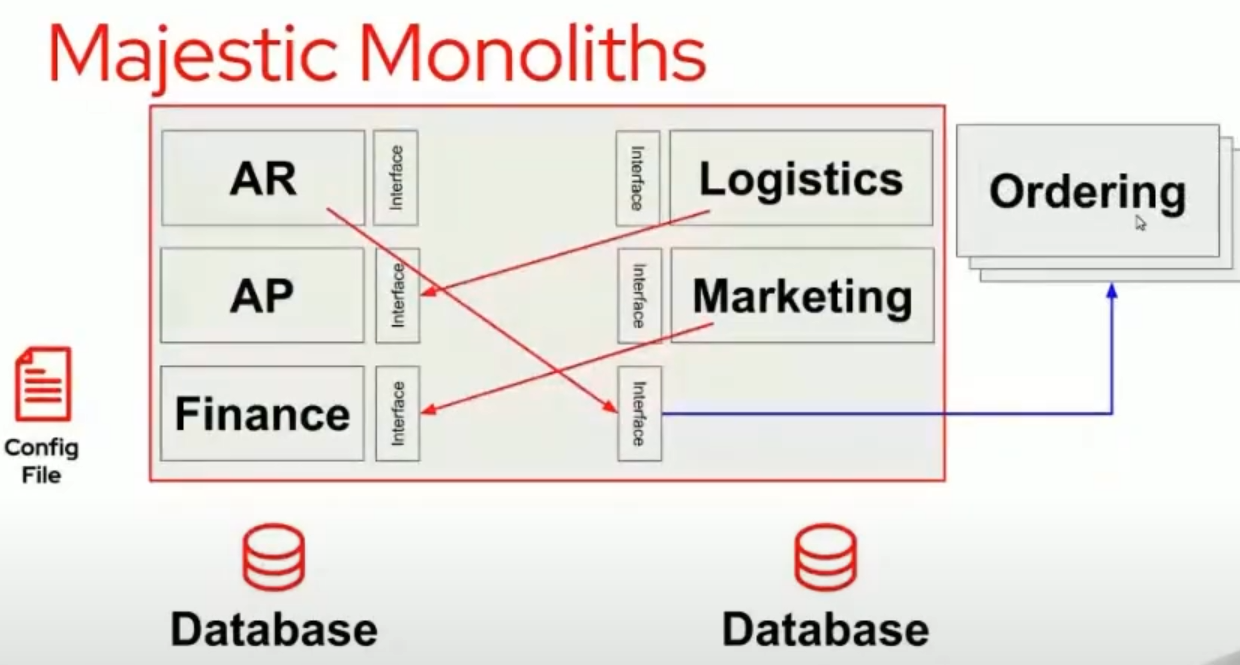 Majestic Monoliths
AR
Interface
Interface
Logistics
Ordering
AP
Interface
Interface
Marketing
Finance
Interface
Interface
Config
File
Database
Database